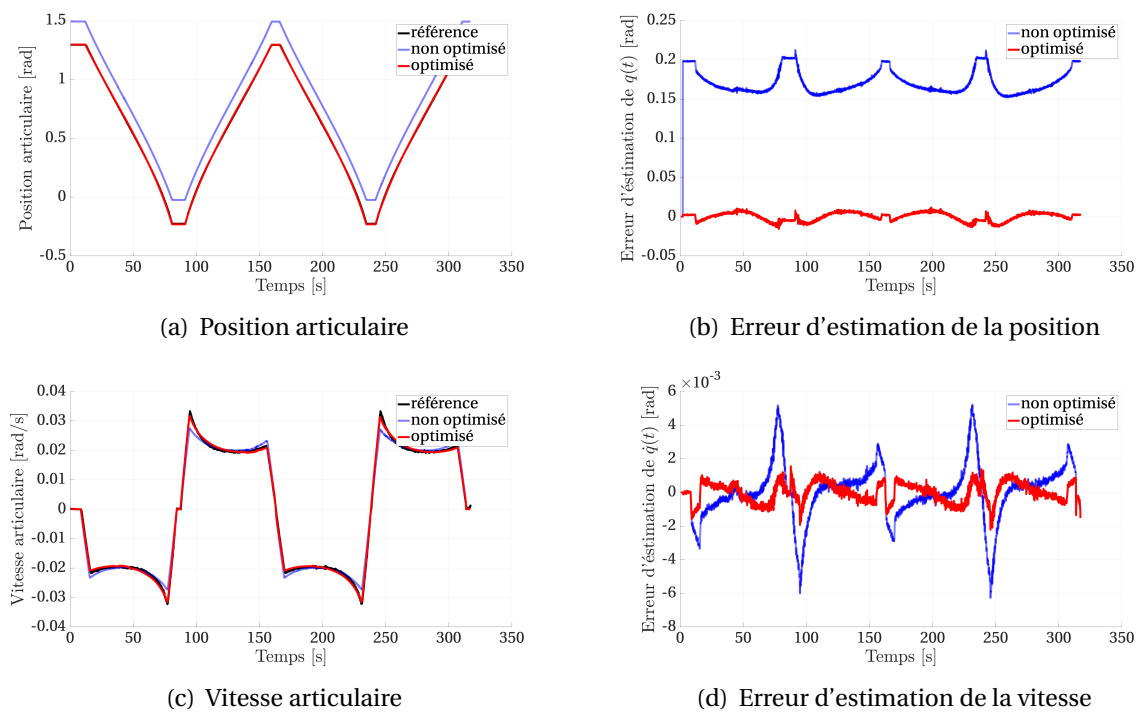 1.5
1
0.5
0
-0.5
Position articulaire [rad]
référence
non optimisé
optimisé
0 50 100 150 200 250 300 350
Temps [s]
(a) Position articulaire
0.25
0.2
0.15
0.1
0.05
0
-0.05
Erreur d'éstimation de q(t) [rad]
non optimisé
optimisé
0 50 100 150 200 250 300 350
Temps [s]
(b) Erreur d'estimation de la position
0.04
0.03
0.02
0.01
0
-0.01
-0.02
-0.03
-0.04
Vitesse articulaire [rad/s]
référence
non optimisé
optimisé
0 50 100 150 200 250 300 350
Temps [s]
(c) Vitesse articulaire
×10⁻³
6
4
2
0
-2
-4
-6
-8
Erreur d'éstimation de q̇(t) [rad]
non optimisé
optimisé
0 50 100 150 200 250 300 350
Temps [s]
(d) Erreur d'estimation de la vitesse